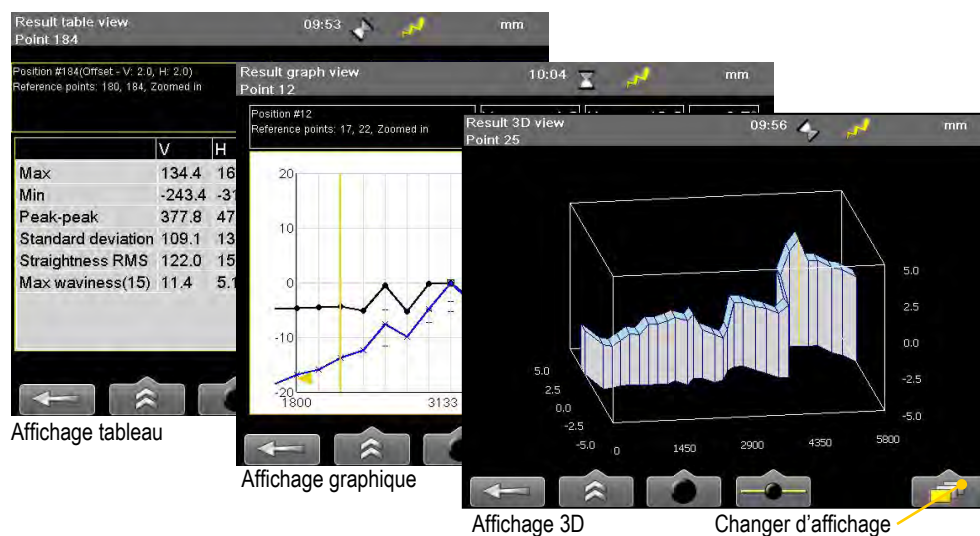 Result table view
09:53
mm
Point 184
Position #184(Offset - V: 2.0, H: 2.0)
Reference points: 180, 184, Zoomed in
V H
Max 134.4 16
Min -243.4 -31
Peak-peak 377.8 47
Standard deviation 109.1 13
Straightness RMS 122.0 15
Max waviness(15) 11.4 5.1
Affichage tableau
Result graph view
10:04
mm
Point 12
Position #12
Reference points: 17, 22, Zoomed in
20
10
0
-10
-20
1800 3133
Affichage graphique
Result 3D view
09:56
mm
Point 25
5.0
2.5
0.0
-2.5
-5.0
5.0
2.5
0.0
-2.5
-5.0
0 1450 2900 4350 5800
Affichage 3D
Changer d'affichage